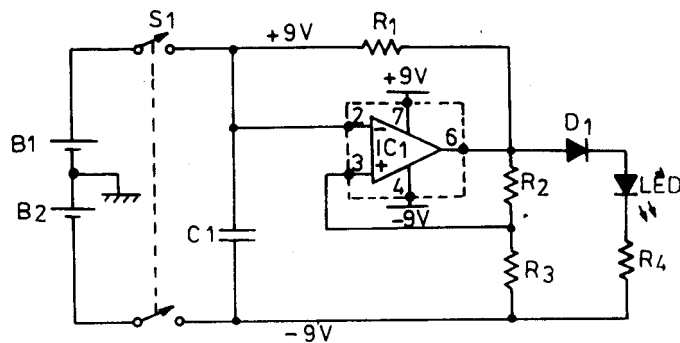 S1
+9V
R1
+9V
2
7
6
-
IC1
3
+
4
-9V
D1
LED
R2
B1
B2
C1
R3
R4
-9V